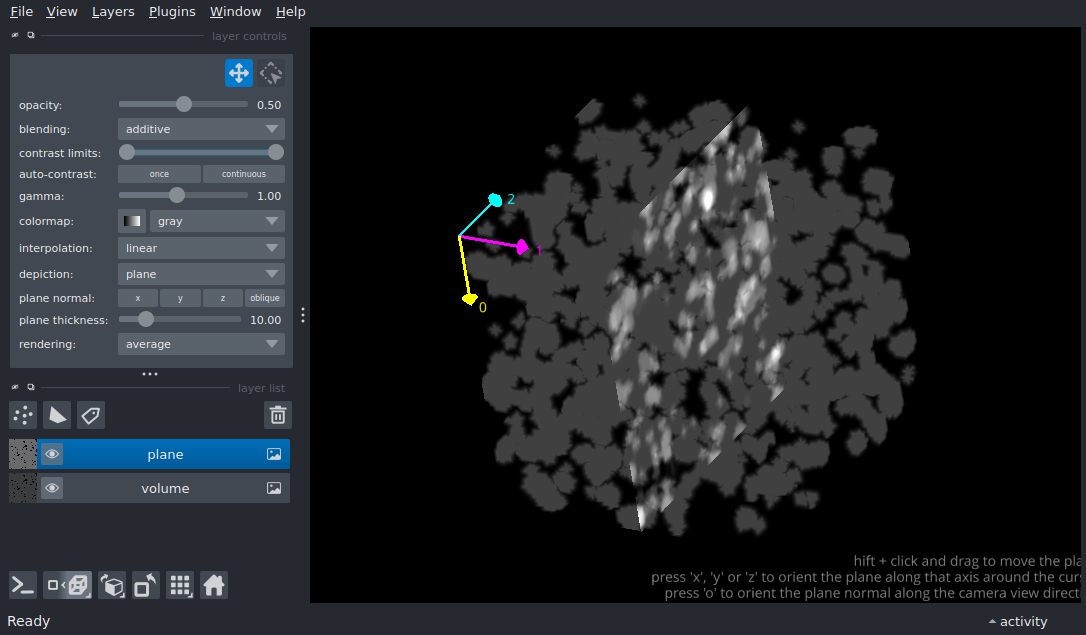 File View Layers Plugins Window Help
layer controls
opacity: 0.50
blending: additive
contrast limits:
auto-contrast: once continuous
gamma: 1.00
colormap: gray
interpolation: linear
depiction: plane
plane normal: x y z oblique
plane thickness: 10.00
rendering: average
layer list
plane
volume
2
1
0
hift + click and drag to move the pla
press 'x', 'y' or 'z' to orient the plane along that axis around the curs
press 'o' to orient the plane normal along the camera view direct
Ready
activity